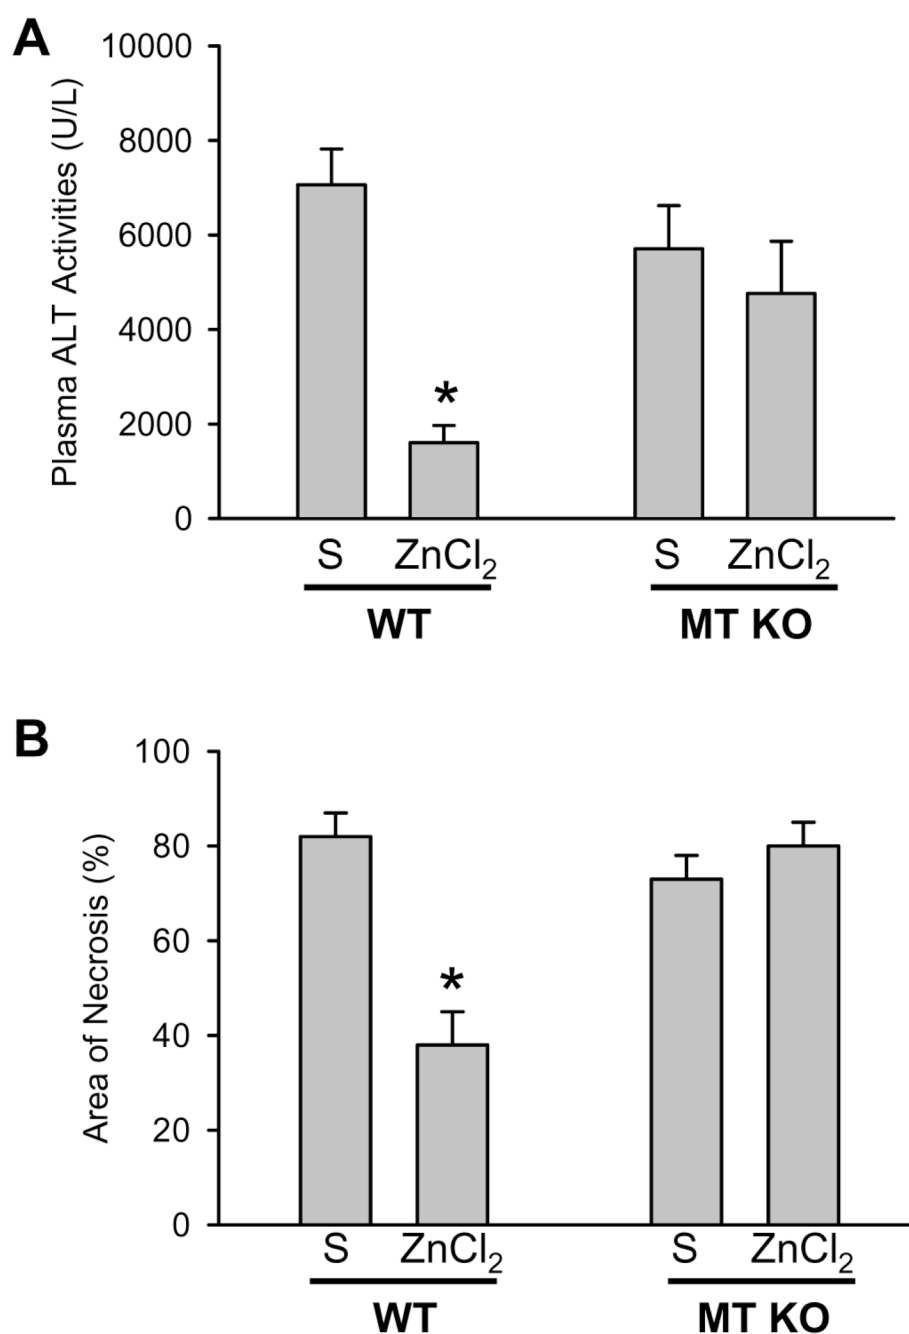 A
Plasma ALT Activities (U/L)
10000
8000
6000
4000
2000
0
*
S ZnCl₂ S ZnCl₂
WT MT KO
B
Area of Necrosis (%)
100
80
60
40
20
0
*
S ZnCl₂ S ZnCl₂
WT MT KO